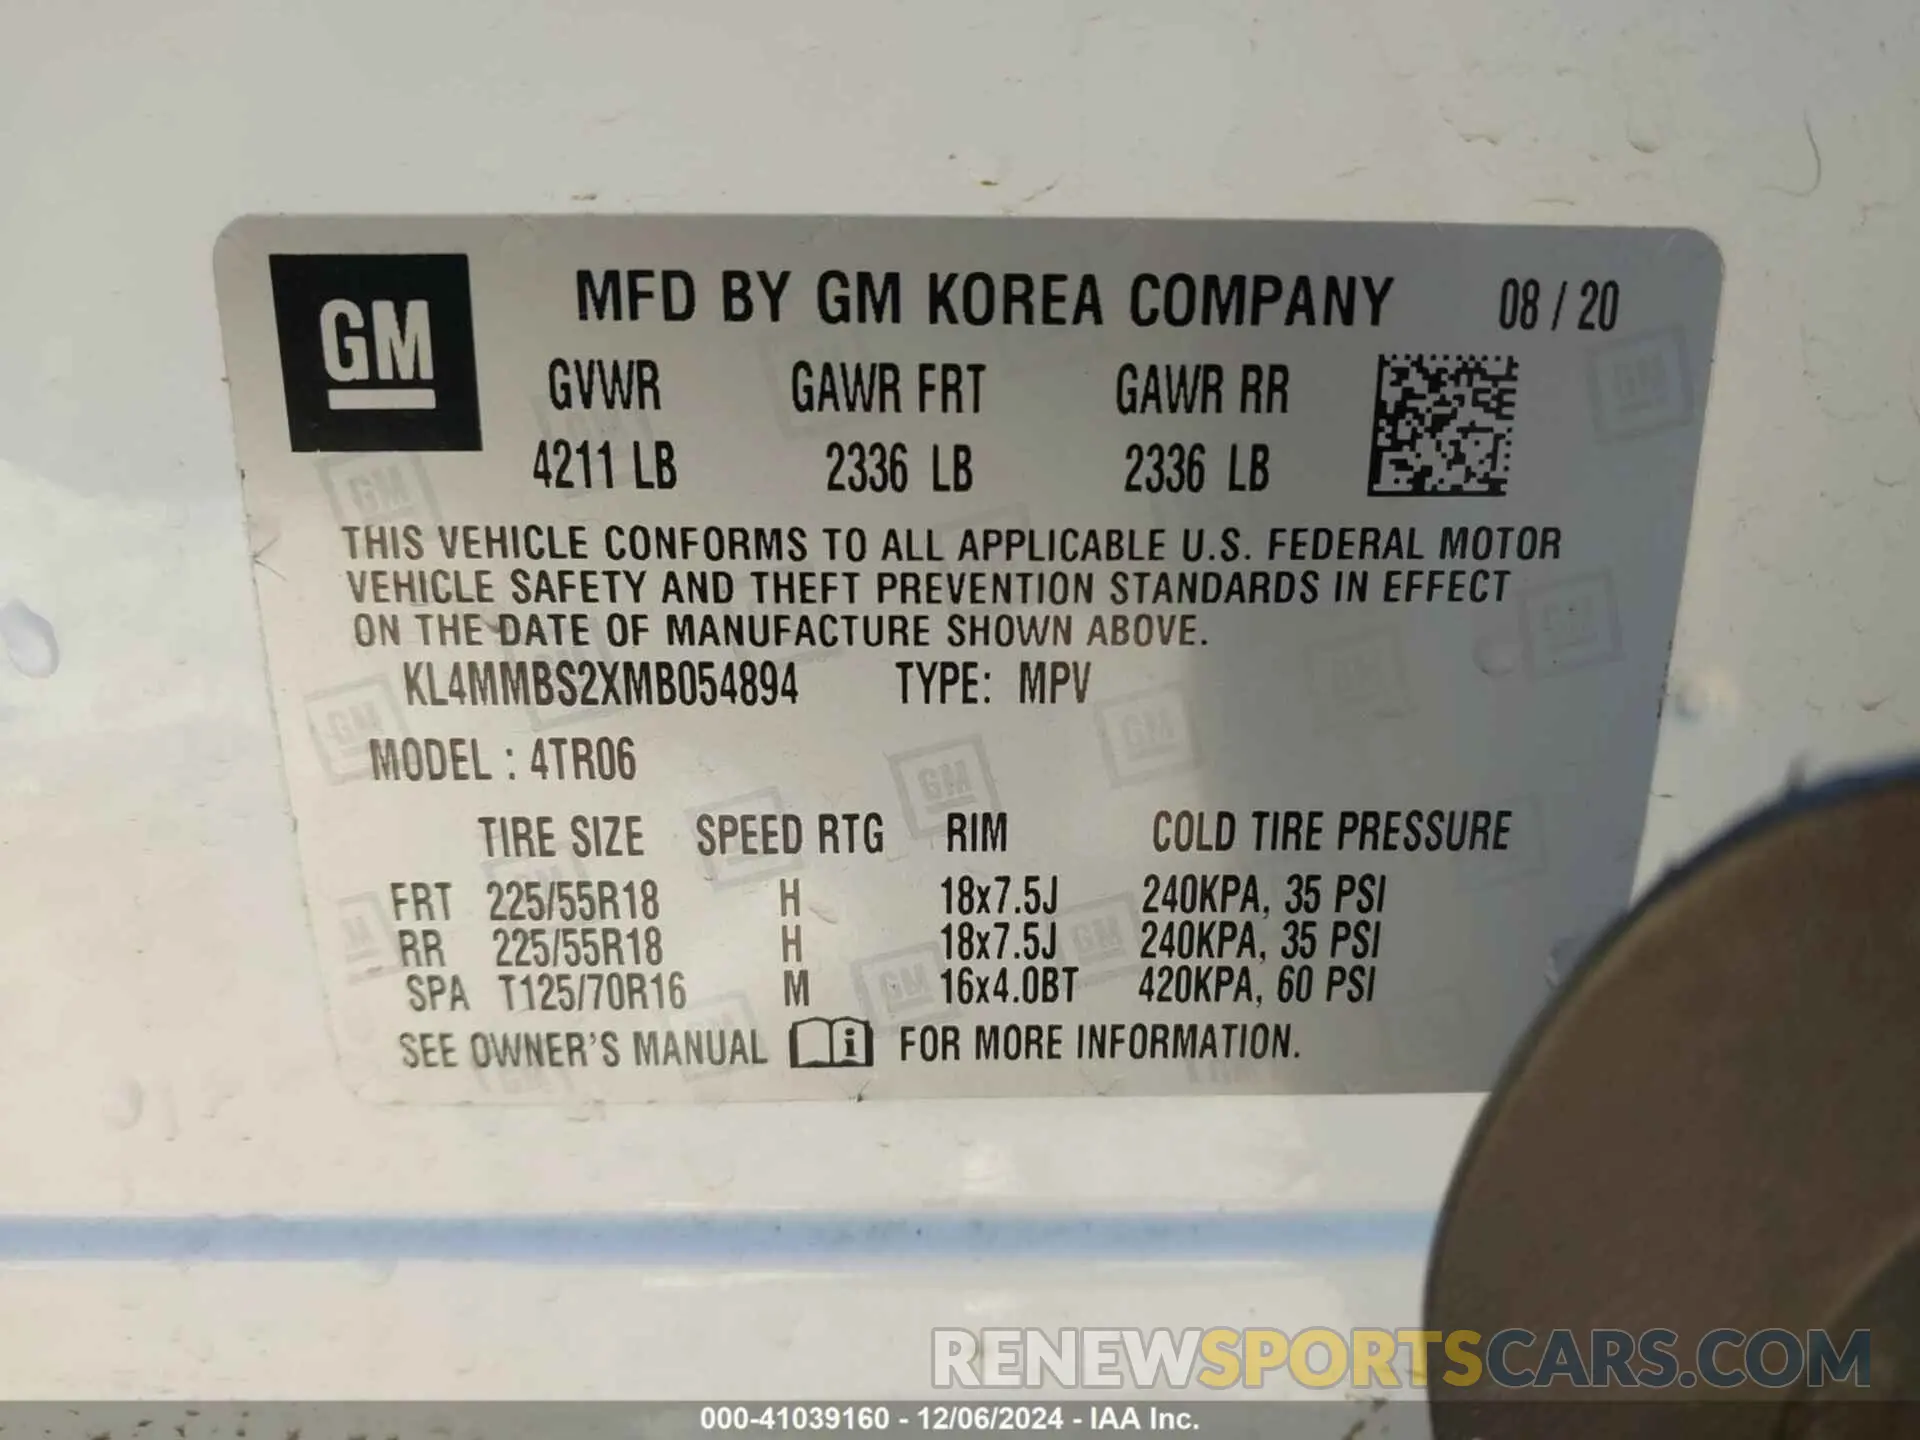 GM
MFD BY GM KOREA COMPANY 08 / 20
GVWR GAWR FRT GAWR RR
4211 LB 2336 LB 2336 LB
THIS VEHICLE CONFORMS TO ALL APPLICABLE U.S. FEDERAL MOTOR
VEHICLE SAFETY AND THEFT PREVENTION STANDARDS IN EFFECT
ON THE DATE OF MANUFACTURE SHOWN ABOVE.
KL4MMBS2XMB054894 TYPE: MPV
MODEL : 4TR06
TIRE SIZE SPEED RTG RIM COLD TIRE PRESSURE
FRT 225/55R18 H 18x7.5J 240KPA, 35 PSI
RR 225/55R18 H 18x7.5J 240KPA, 35 PSI
SPA T125/70R16 M 16x4.0BT 420KPA, 60 PSI
SEE OWNER'S MANUAL i FOR MORE INFORMATION.
RENEWSPORTSCARS.COM
000-41039160 - 12/06/2024 - IAA Inc.